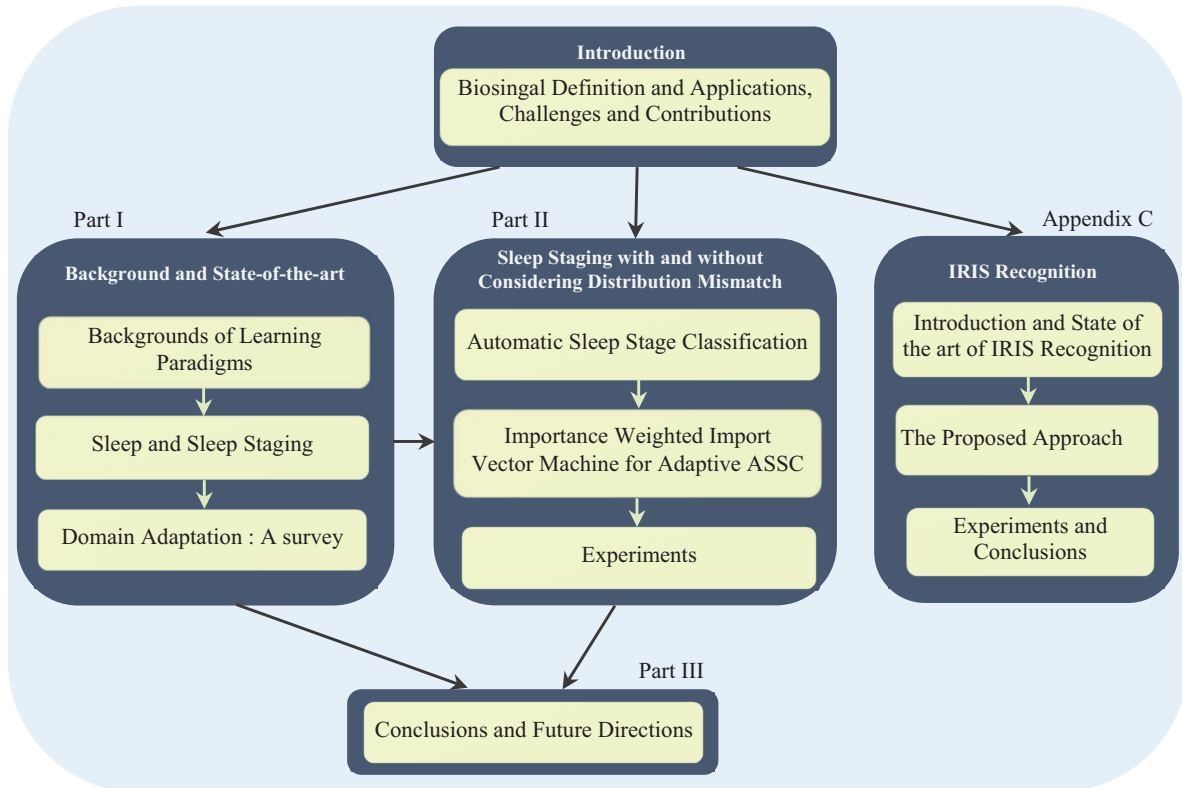 Introduction
Biosingal Definition and Applications,
Challenges and Contributions
Part I
Background and State-of-the-art
Backgrounds of Learning
Paradigms
Sleep and Sleep Staging
Domain Adaptation : A survey
Part II
Sleep Staging with and without
Considering Distribution Mismatch
Automatic Sleep Stage Classification
Importance Weighted Import
Vector Machine for Adaptive ASSC
Experiments
Appendix C
IRIS Recognition
Introduction and State of
the art of IRIS Recognition
The Proposed Approach
Experiments and
Conclusions
Part III
Conclusions and Future Directions